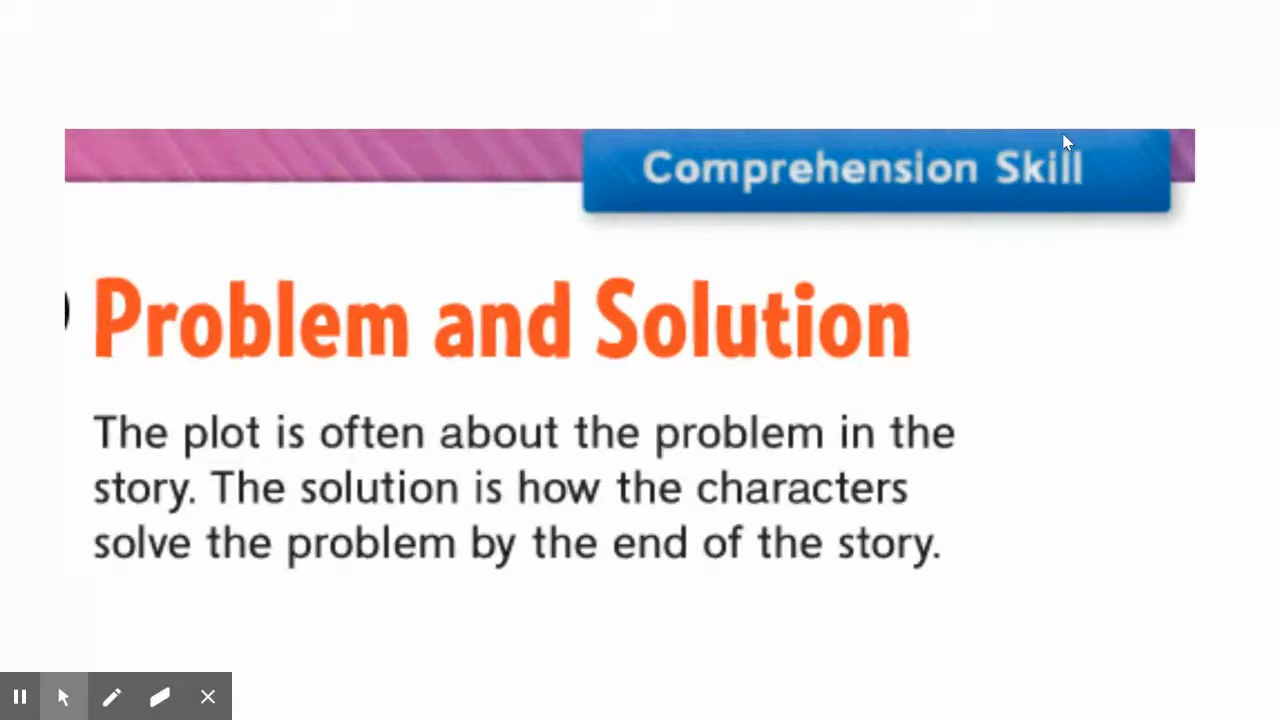 Comprehension Skill
Problem and Solution
The plot is often about the problem in the
story. The solution is how the characters
solve the problem by the end of the story.